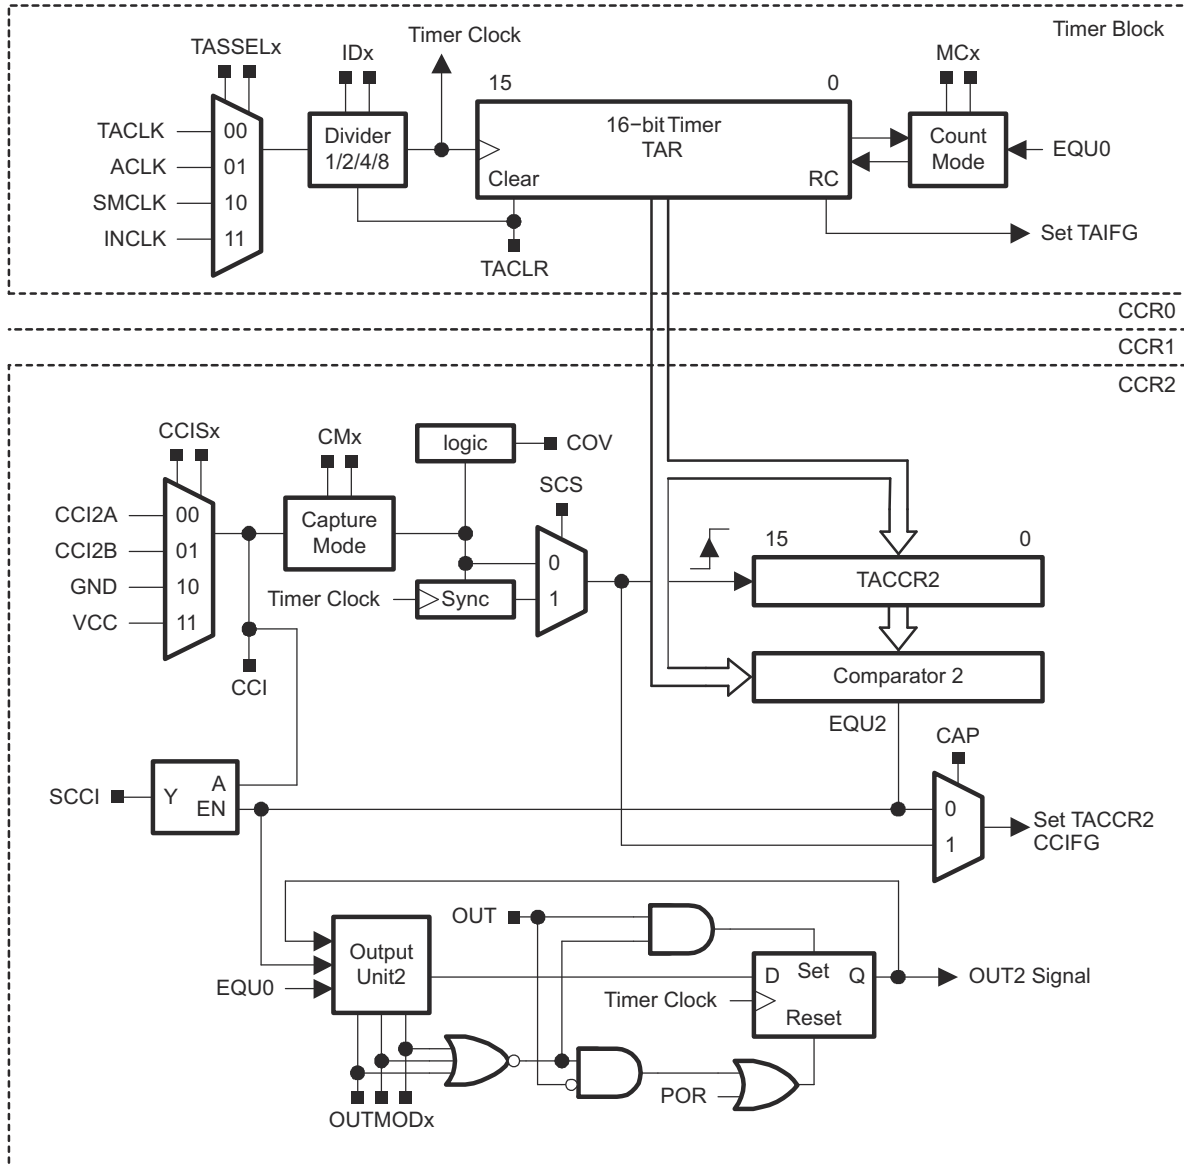 Timer Block
Timer Clock
TASSELx
IDx
15
0
MCx
TACLK
00
ACLK
01
SMCLK
10
INCLK
11
Divider
1/2/4/8
16−bit Timer
TAR
Clear
RC
Count
Mode
EQU0
Set TAIFG
TACLR
CCR0
CCR1
CCR2
CCISx
CMx
logic
COV
SCS
CCI2A
00
CCI2B
01
GND
10
VCC
11
Capture
Mode
0
1
15
0
Timer Clock
Sync
TACCR2
CCI
Comparator 2
EQU2
CAP
SCCI
Y
A
EN
0
1
Set TACCR2
CCIFG
OUT
Output
Unit2
EQU0
D
Set
Q
OUT2 Signal
Timer Clock
Reset
POR
OUTMODx